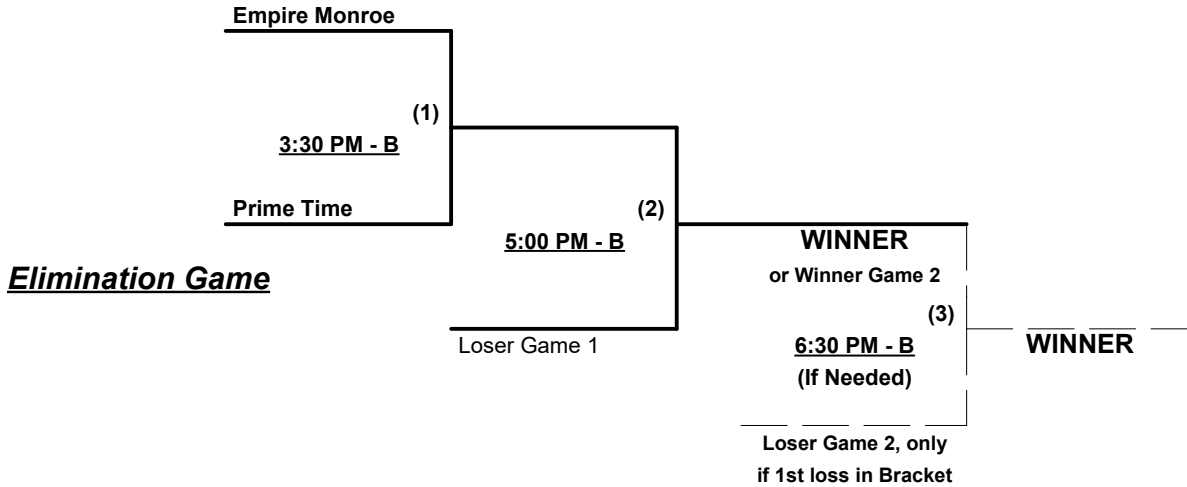 Empire Monroe
(1)
3:30 PM - B
Prime Time
(2)
5:00 PM - B
WINNER
or Winner Game 2
Elimination Game
(3)
Loser Game 1
6:30 PM - B
WINNER
(If Needed)
Loser Game 2, only
if 1st loss in Bracket